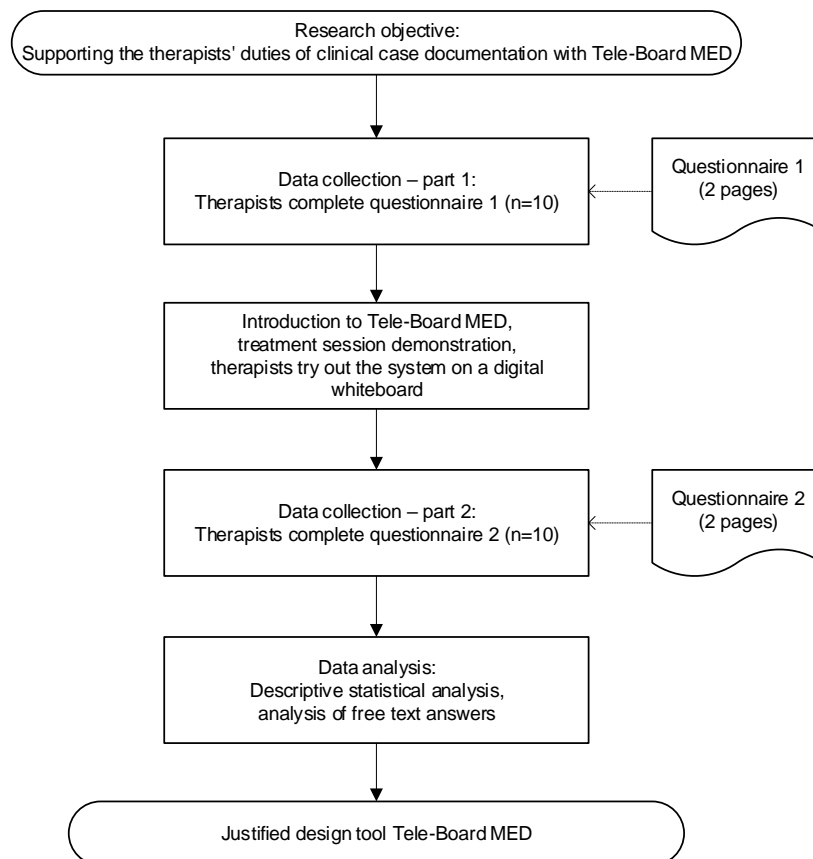 Research objective:
Supporting the therapists' duties of clinical case documentation with Tele-Board MED
Data collection – part 1:
Therapists complete questionnaire 1 (n=10)
Questionnaire 1
(2 pages)
Introduction to Tele-Board MED,
treatment session demonstration,
therapists try out the system on a digital
whiteboard
Data collection – part 2:
Therapists complete questionnaire 2 (n=10)
Questionnaire 2
(2 pages)
Data analysis:
Descriptive statistical analysis,
analysis of free text answers
Justified design tool Tele-Board MED